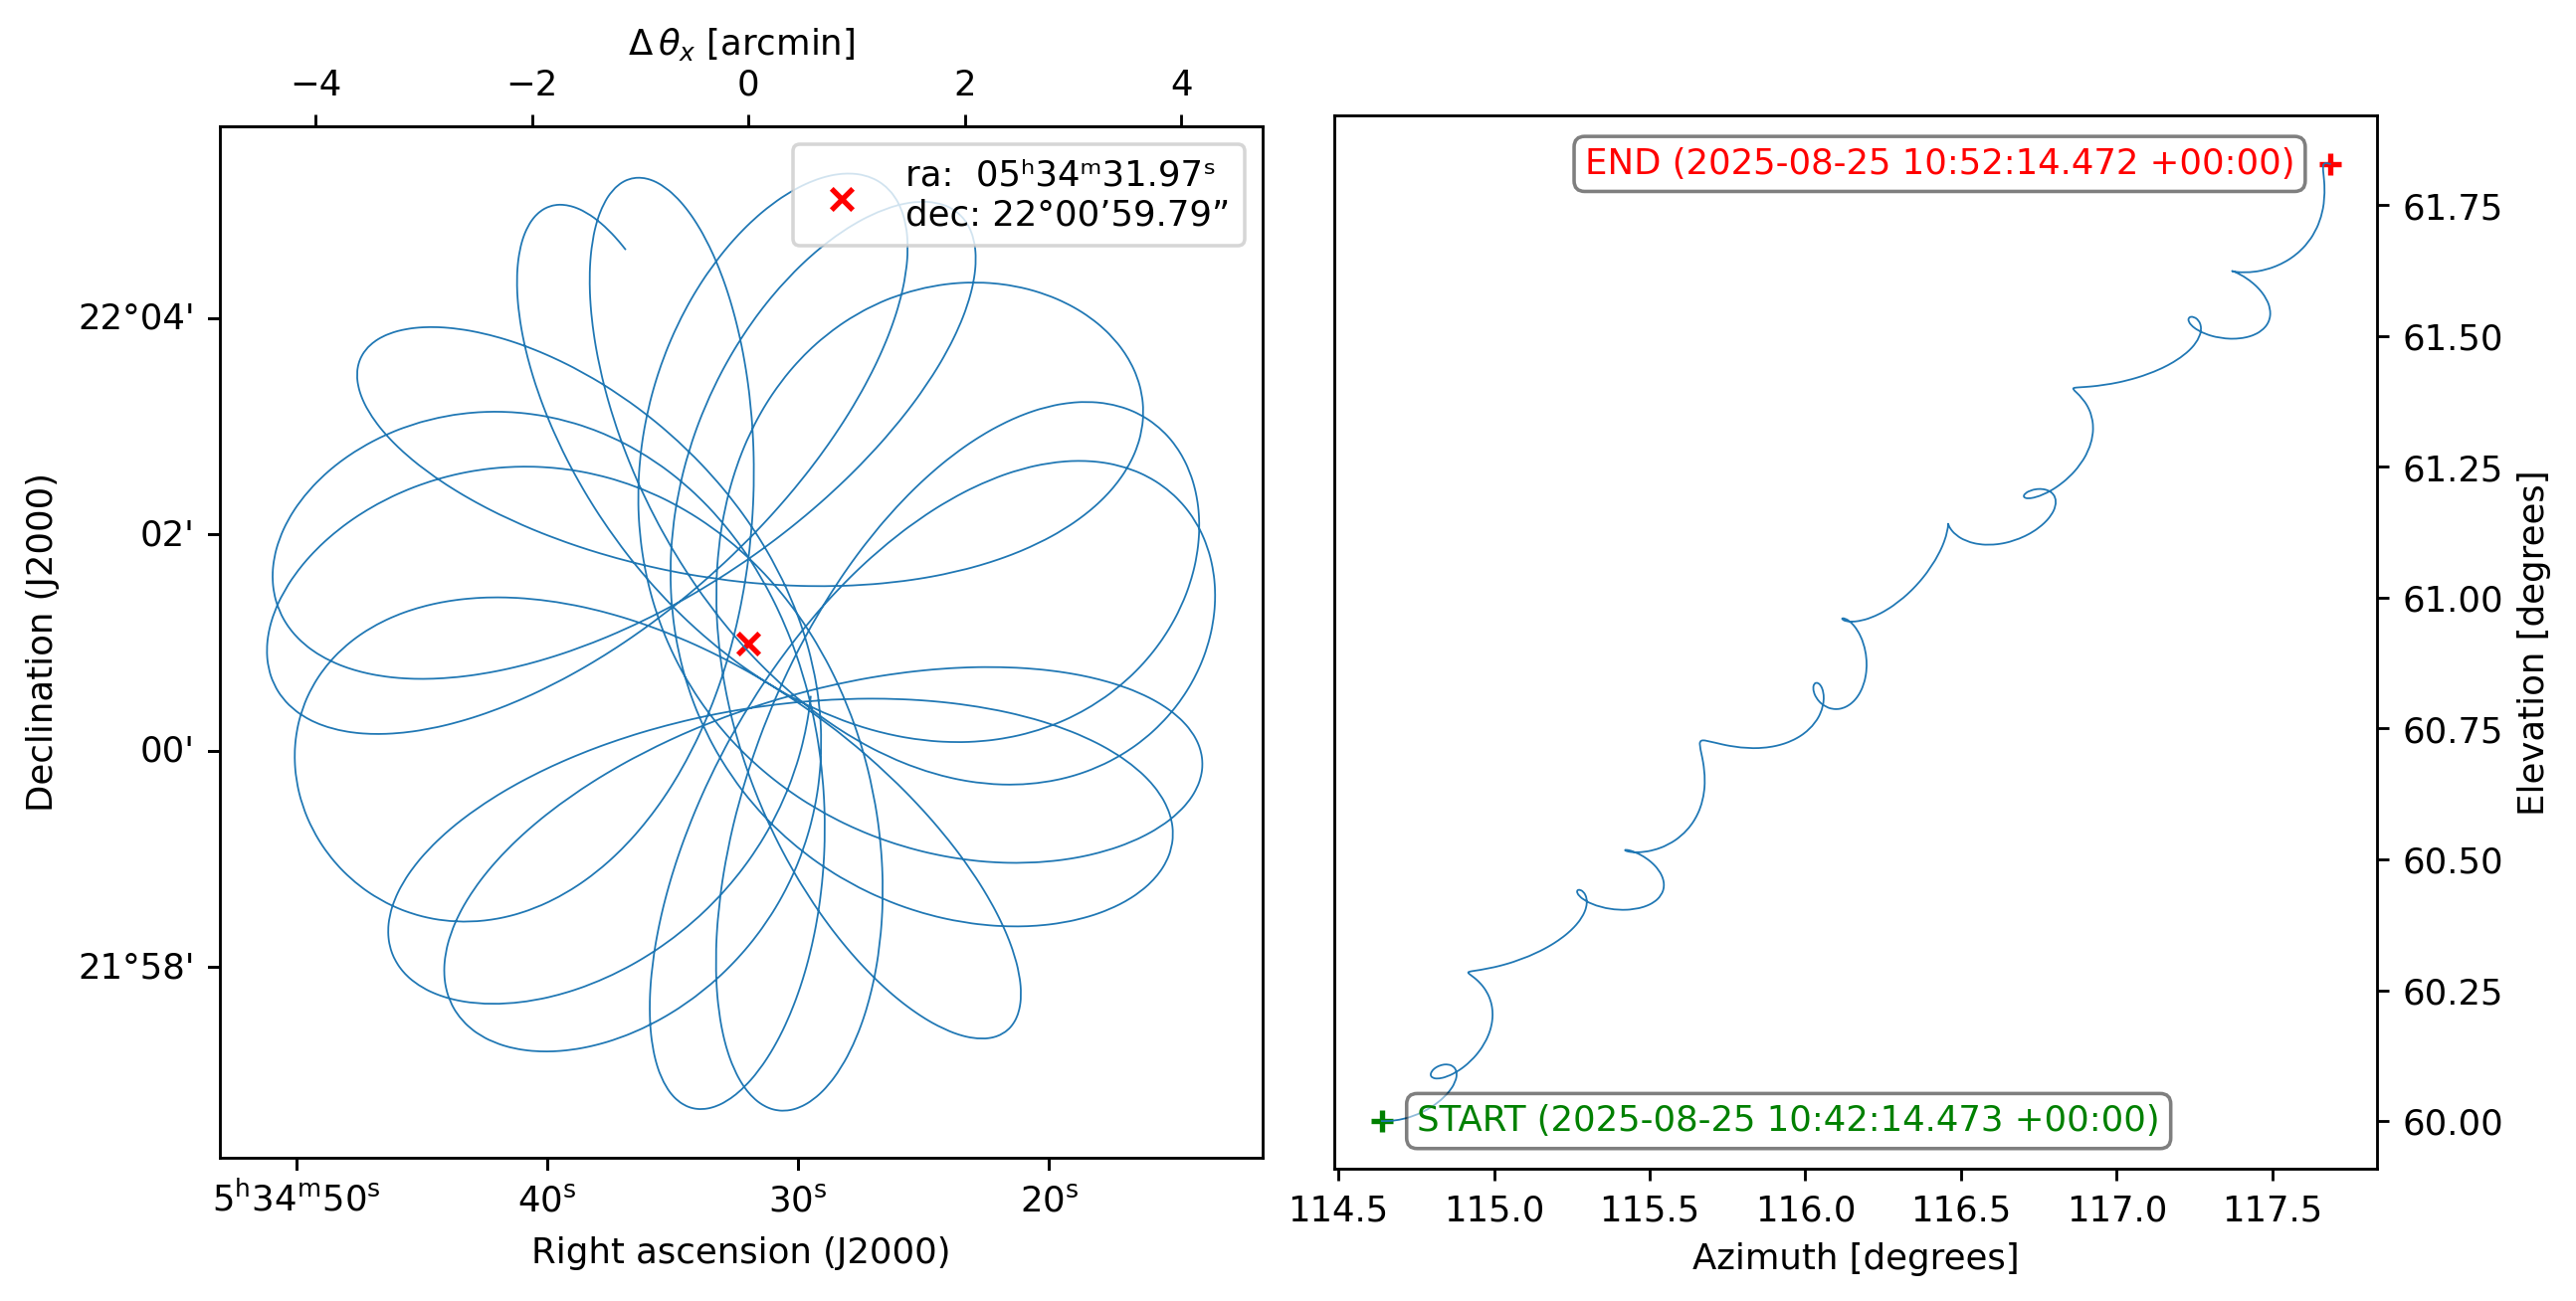 Δ θₓ [arcmin]
−4 −2 0 2 4
ra: 05ʰ34ᵐ31.97ˢ
dec: 22°00’59.79”
22°04'
02'
00'
21°58'
Declination (J2000)
5ʰ34ᵐ50ˢ 40ˢ 30ˢ 20ˢ
Right ascension (J2000)
END (2025-08-25 10:52:14.472 +00:00)
START (2025-08-25 10:42:14.473 +00:00)
61.75
61.50
61.25
61.00
60.75
60.50
60.25
60.00
Elevation [degrees]
114.5 115.0 115.5 116.0 116.5 117.0 117.5
Azimuth [degrees]